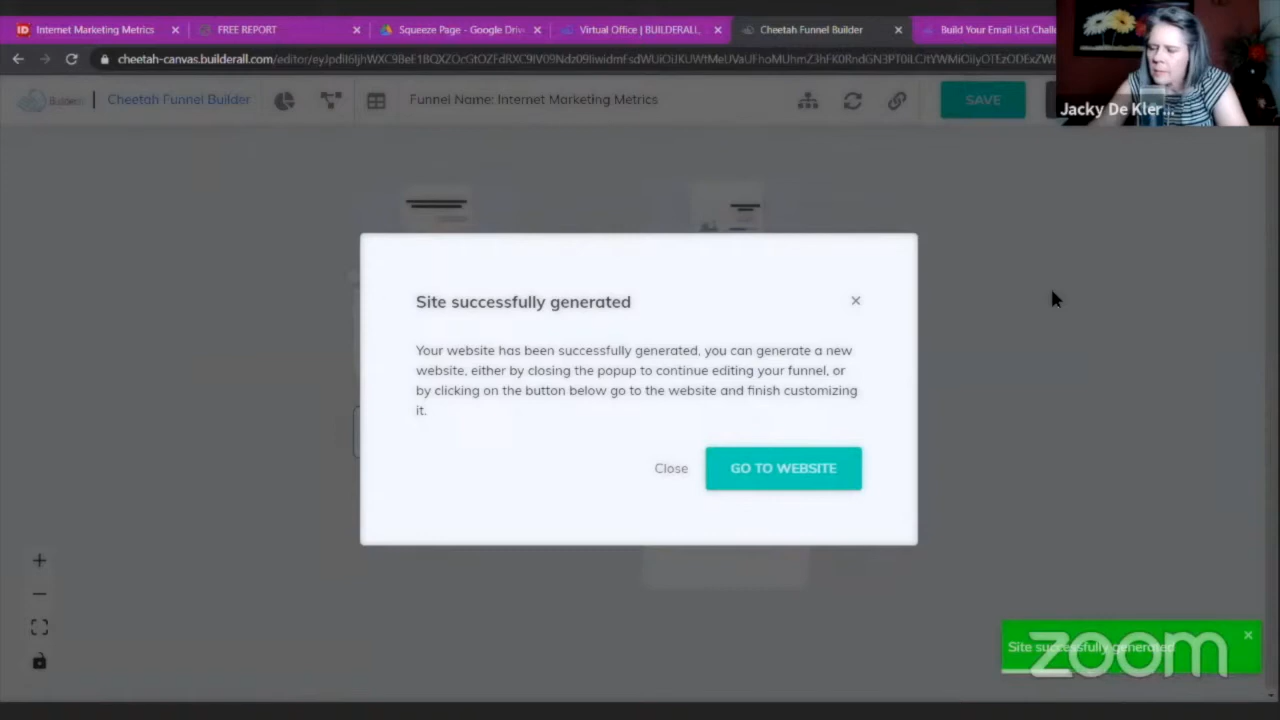 Internet Marketing Metrics
FREE REPORT
Squeeze Page - Google Driv
Virtual Office | BUILDERALL,
Cheetah Funnel Builder
Build Your Email List Challe
Jacky De Kler...
Builderall
Cheetah Funnel Builder
Funnel Name: Internet Marketing Metrics
SAVE
Site successfully generated
Your website has been successfully generated, you can generate a new
website, either by closing the popup to continue editing your funnel, or
by clicking on the button below go to the website and finish customizing
it.
Close
GO TO WEBSITE
Site successfully generated
zoom